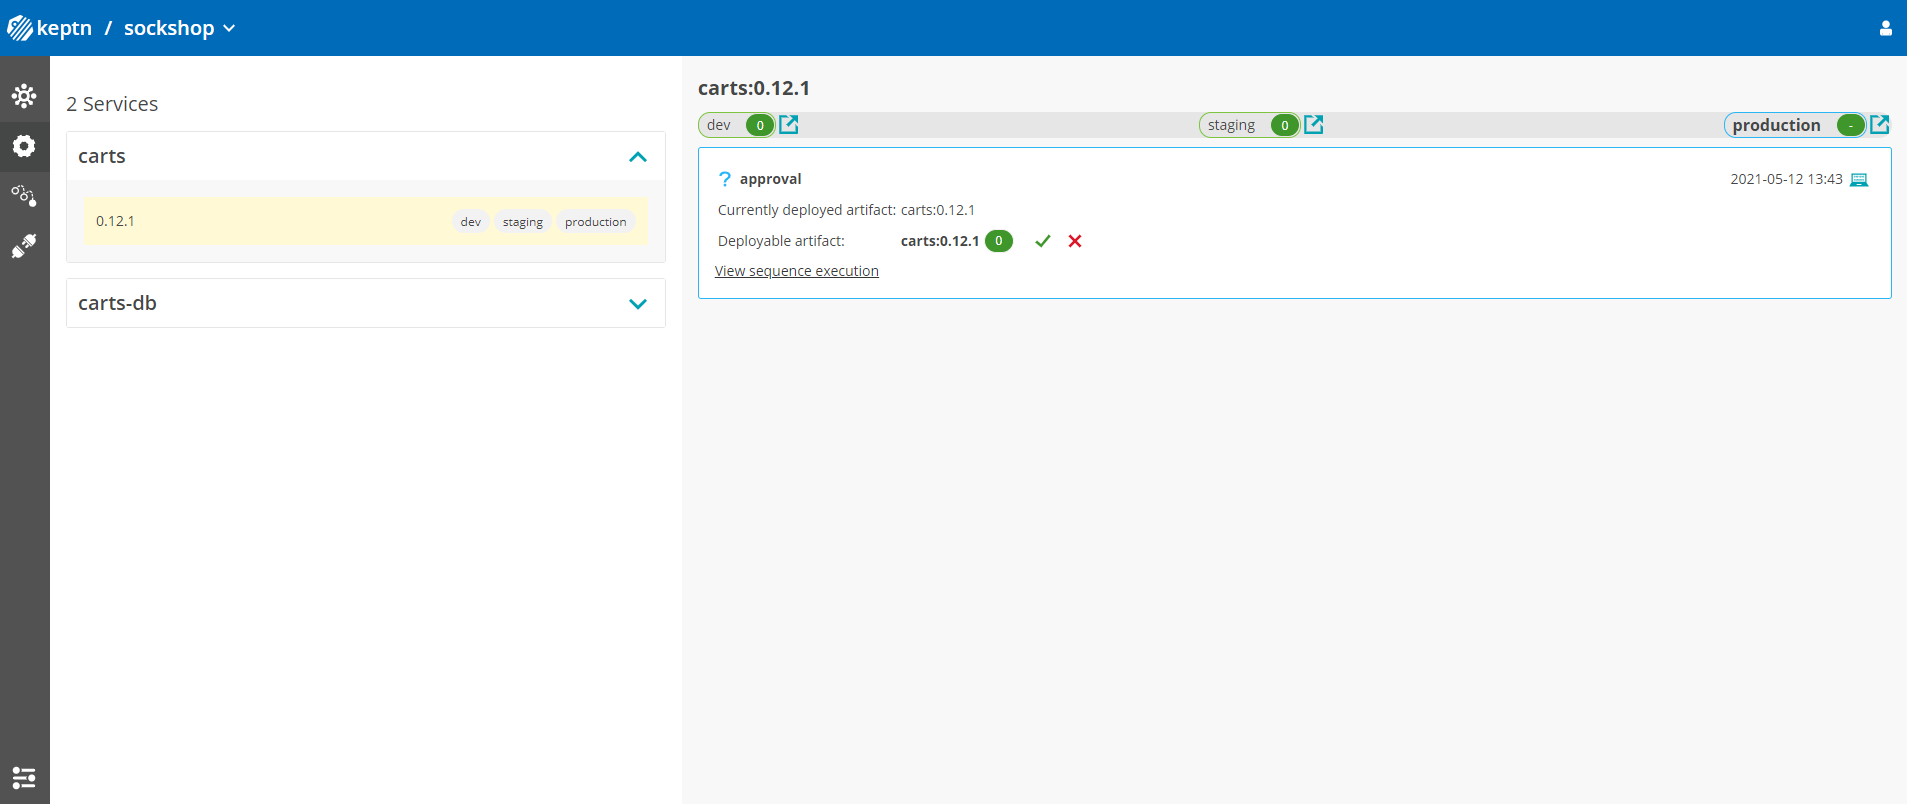 keptn / sockshop
2 Services
carts
0.12.1 dev staging production
carts-db
carts:0.12.1
dev 0 staging 0 production -
? approval 2021-05-12 13:43
Currently deployed artifact: carts:0.12.1
Deployable artifact: carts:0.12.1 0
View sequence execution